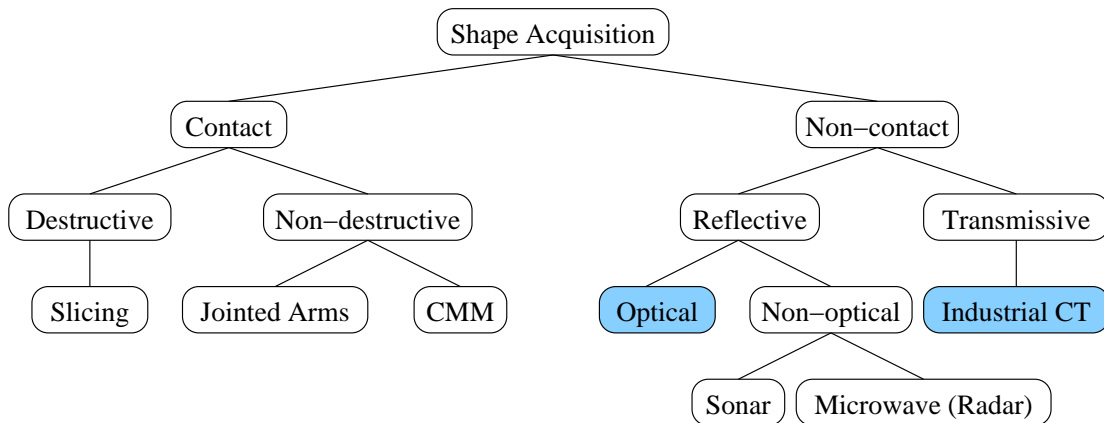 Shape Acquisition
Contact
Non−contact
Destructive
Non−destructive
Reflective
Transmissive
Slicing
Jointed Arms
CMM
Optical
Non−optical
Industrial CT
Sonar
Microwave (Radar)